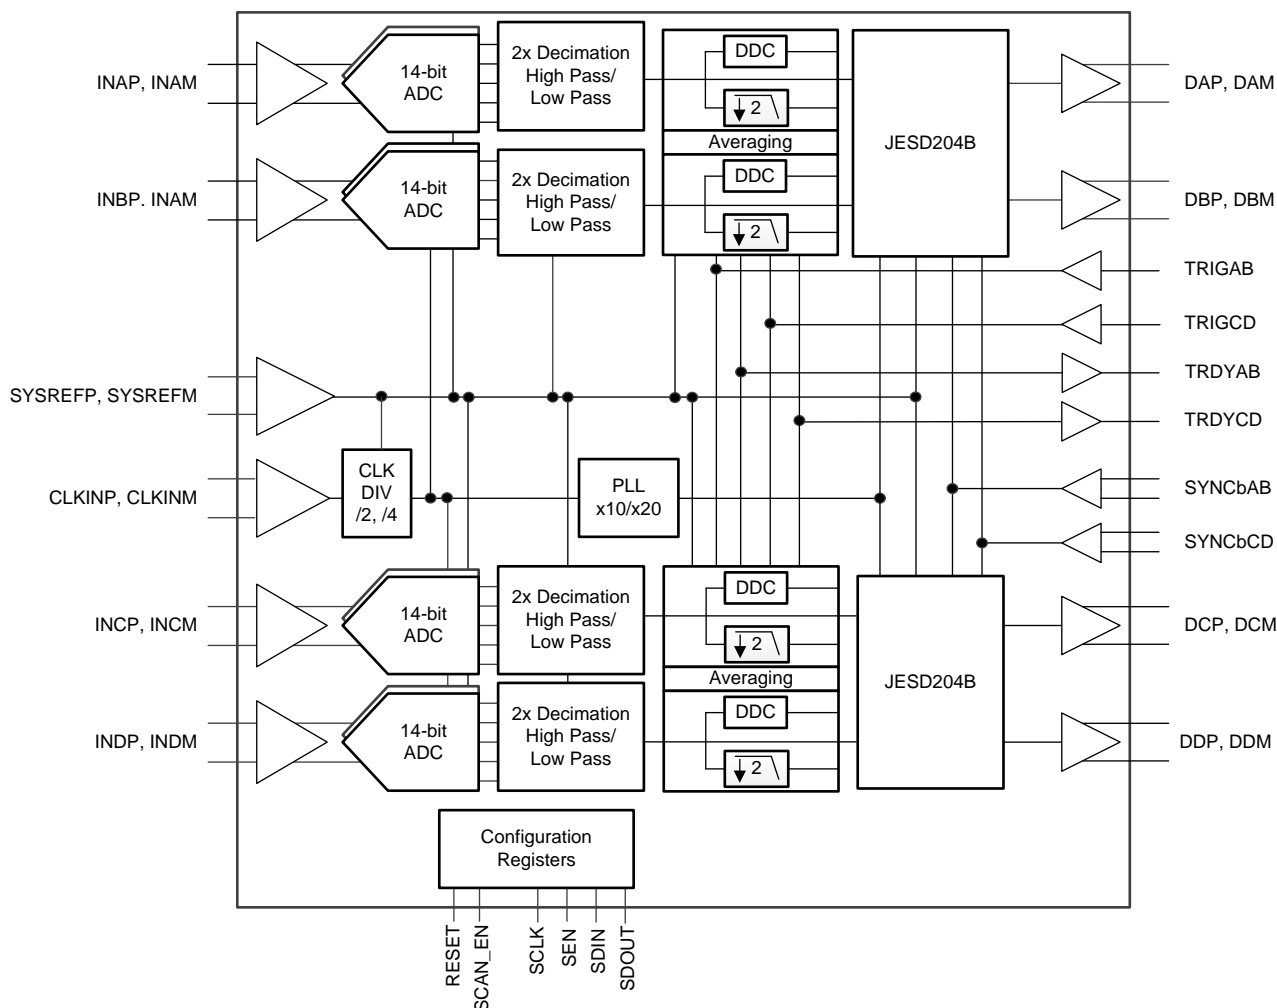 INAP, INAM
14-bit
ADC
2x Decimation
High Pass/
Low Pass
DDC
2
Averaging
JESD204B
DAP, DAM
INBP. INAM
14-bit
ADC
2x Decimation
High Pass/
Low Pass
DDC
2
DBP, DBM
TRIGAB
TRIGCD
TRDYAB
TRDYCD
SYSREFP, SYSREFM
CLKINP, CLKINM
CLK
DIV
/2, /4
PLL
x10/x20
SYNCbAB
SYNCbCD
INCP, INCM
14-bit
ADC
2x Decimation
High Pass/
Low Pass
DDC
2
Averaging
JESD204B
DCP, DCM
INDP, INDM
14-bit
ADC
2x Decimation
High Pass/
Low Pass
DDC
2
DDP, DDM
Configuration
Registers
RESET
SCAN_EN
SCLK
SEN
SDIN
SDOUT